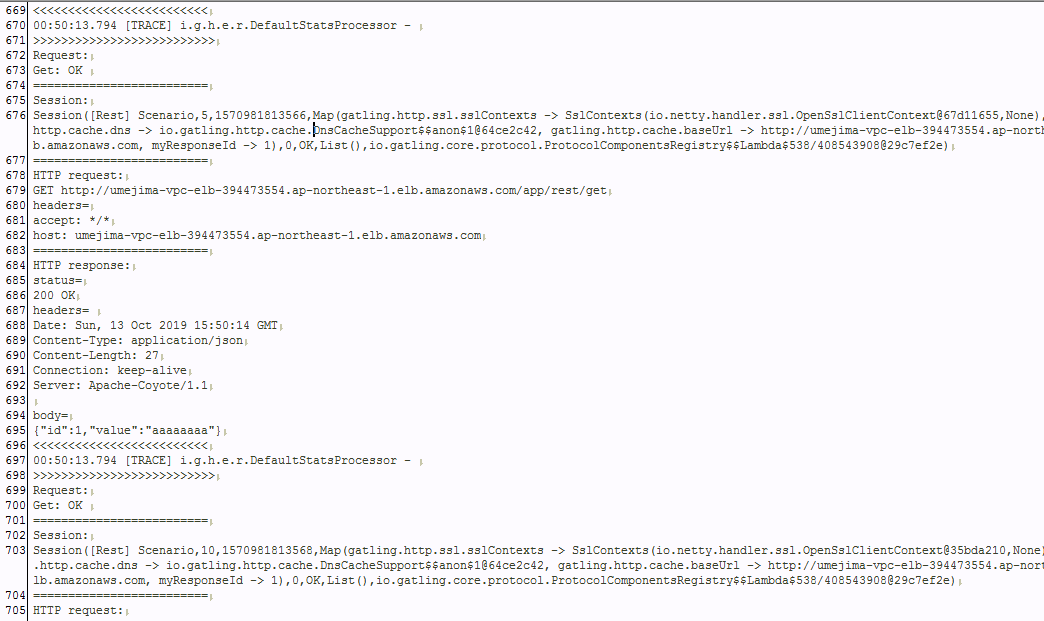 669 <<<<<<<<<<<<<<<<<<<<<<<<<
670 00:50:13.794 [TRACE] i.g.h.e.r.DefaultStatsProcessor -
671 >>>>>>>>>>>>>>>>>>>>>>>>>>
672 Request:
673 Get: OK
674 =========================
675 Session:
676 Session([Rest] Scenario,5,1570981813566,Map(gatling.http.ssl.sslContexts -> SslContexts(io.netty.handler.ssl.OpenSslClientContext@67d11655,None),
http.cache.dns -> io.gatling.http.cache.DnsCacheSupport$$anon$1@64ce2c42, gatling.http.cache.baseUrl -> http://umejima-vpc-elb-394473554.ap-nort
b.amazonaws.com, myResponseId -> 1),0,OK,List(),io.gatling.core.protocol.ProtocolComponentsRegistry$$Lambda$538/408543908@29c7ef2e)
677 =========================
678 HTTP request:
679 GET http://umejima-vpc-elb-394473554.ap-northeast-1.elb.amazonaws.com/app/rest/get
680 headers=
681 accept: */*
682 host: umejima-vpc-elb-394473554.ap-northeast-1.elb.amazonaws.com
683 =========================
684 HTTP response:
685 status=
686 200 OK
687 headers=
688 Date: Sun, 13 Oct 2019 15:50:14 GMT
689 Content-Type: application/json
690 Content-Length: 27
691 Connection: keep-alive
692 Server: Apache-Coyote/1.1
693
694 body=
695 {"id":1,"value":"aaaaaaaa"}
696 <<<<<<<<<<<<<<<<<<<<<<<<<
697 00:50:13.794 [TRACE] i.g.h.e.r.DefaultStatsProcessor -
698 >>>>>>>>>>>>>>>>>>>>>>>>>>
699 Request:
700 Get: OK
701 =========================
702 Session:
703 Session([Rest] Scenario,10,1570981813568,Map(gatling.http.ssl.sslContexts -> SslContexts(io.netty.handler.ssl.OpenSslClientContext@35bda210,None)
.http.cache.dns -> io.gatling.http.cache.DnsCacheSupport$$anon$1@64ce2c42, gatling.http.cache.baseUrl -> http://umejima-vpc-elb-394473554.ap-nor
lb.amazonaws.com, myResponseId -> 1),0,OK,List(),io.gatling.core.protocol.ProtocolComponentsRegistry$$Lambda$538/408543908@29c7ef2e)
704 =========================
705 HTTP request: